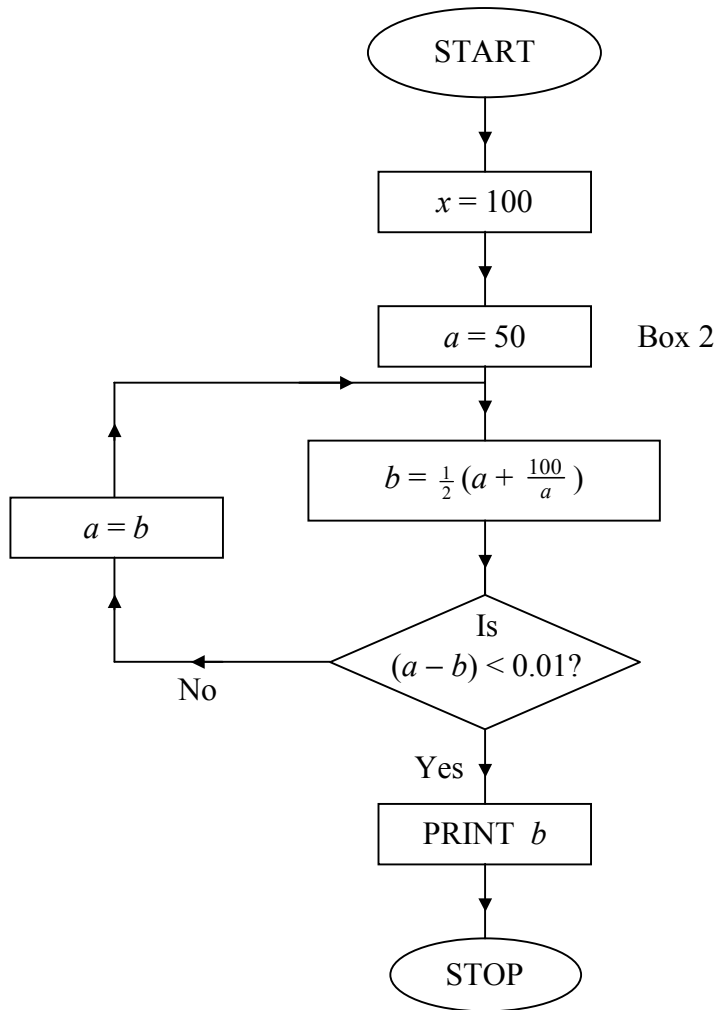 START
x = 100
a = 50
Box 2
b = ½ (a + 100/a )
a = b
Is
(a – b) < 0.01?
No
Yes
PRINT b
STOP